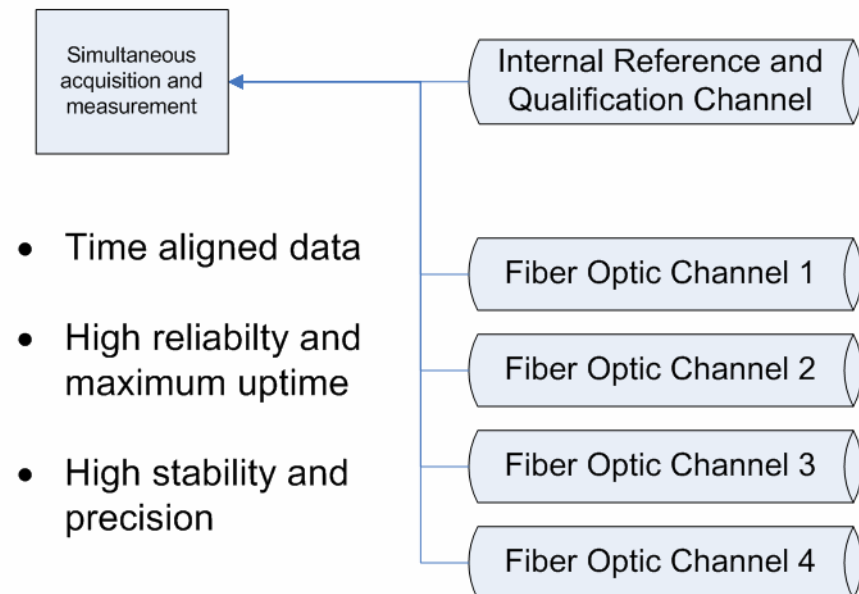 Simultaneous
acquisition and
measurement
Internal Reference and
Qualification Channel
• Time aligned data
• High reliabilty and
maximum uptime
• High stability and
precision
Fiber Optic Channel 1
Fiber Optic Channel 2
Fiber Optic Channel 3
Fiber Optic Channel 4